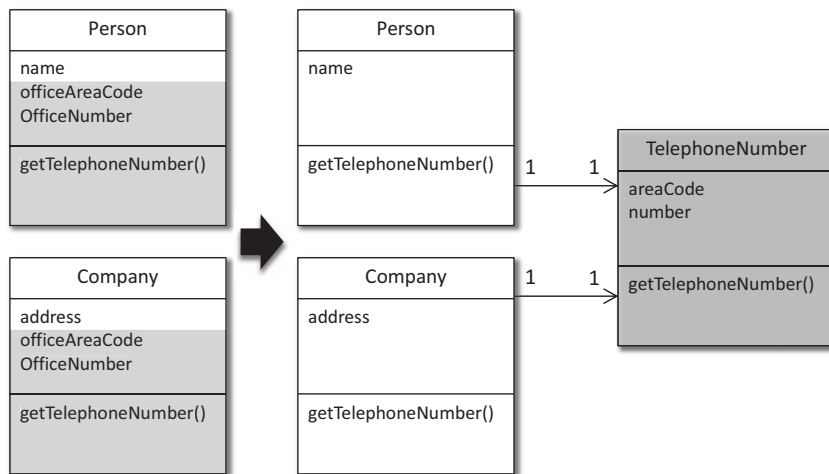 Person
name
officeAreaCode
OfficeNumber
getTelephoneNumber()
Company
address
officeAreaCode
OfficeNumber
getTelephoneNumber()
Person
name
getTelephoneNumber()
1 1
Company
address
getTelephoneNumber()
1 1
TelephoneNumber
areaCode
number
getTelephoneNumber()